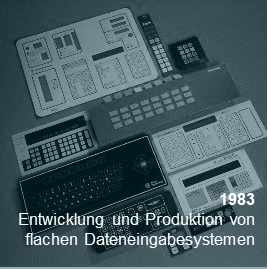 1983
Entwicklung und Produktion von
flachen Dateneingabesystemen